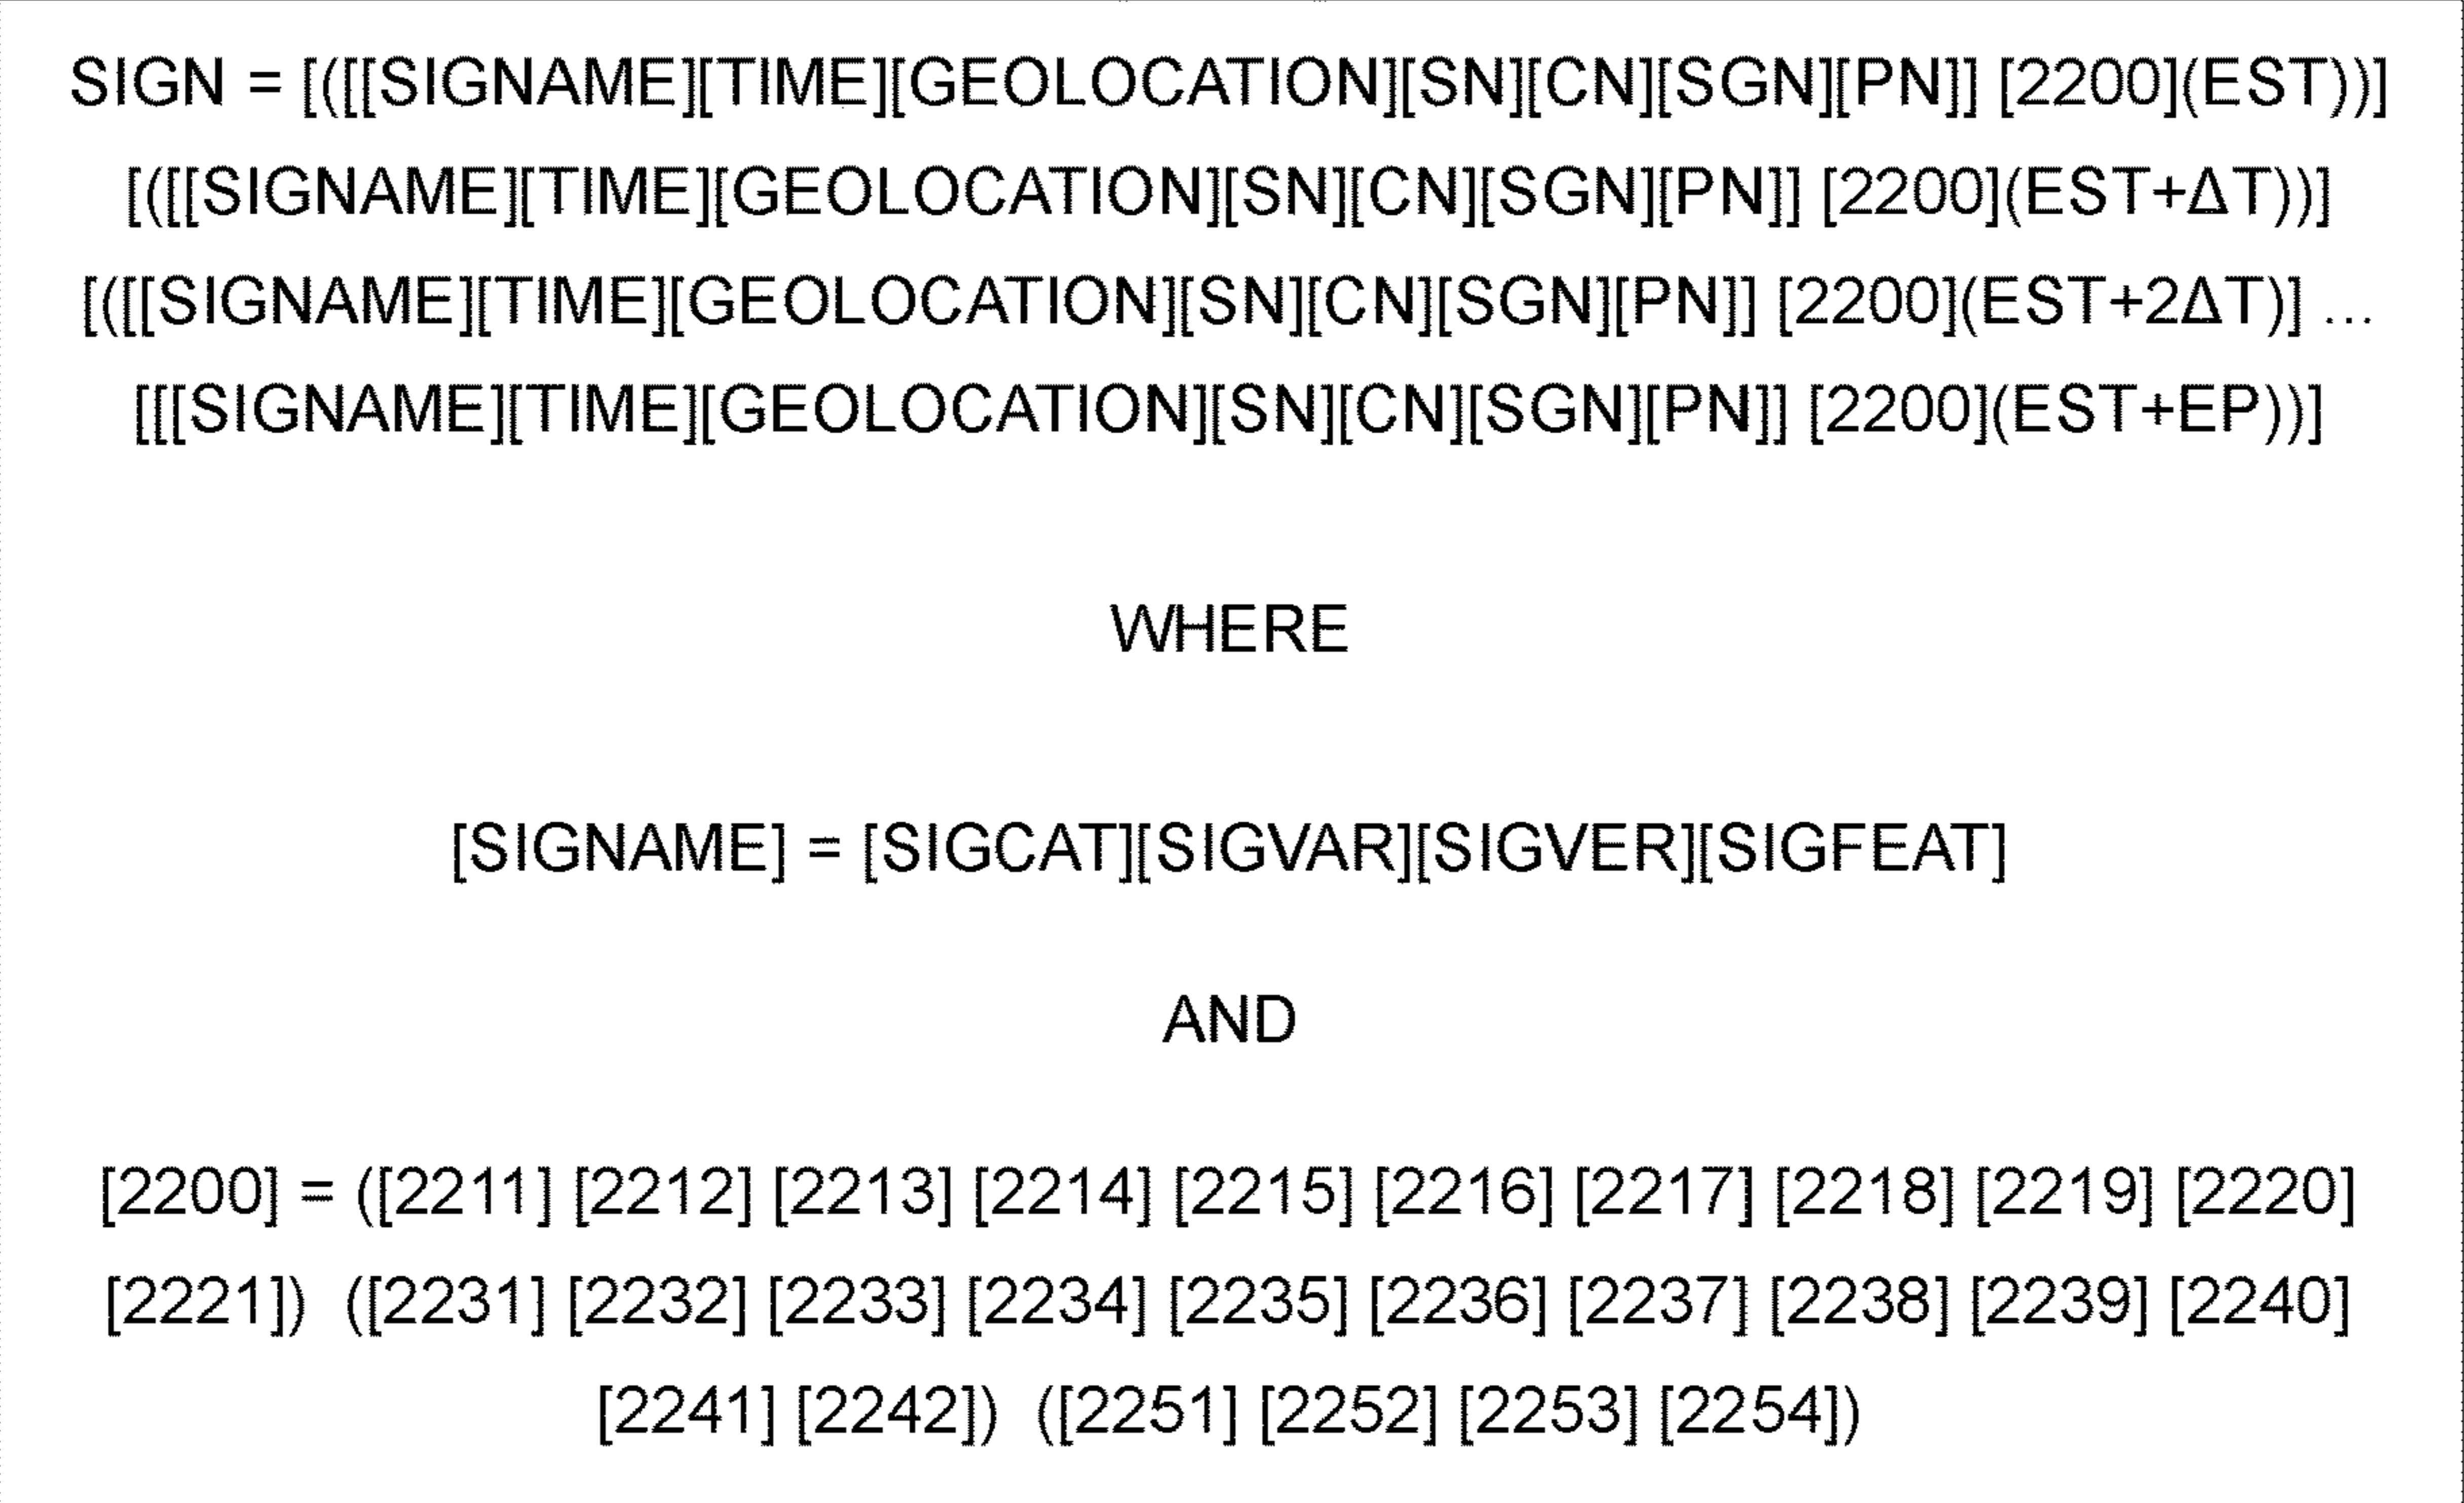 SIGN = [([[SIGNAME][TIME][GEOLOCATION][SN][CN][SGN][PN]] [2200](EST))]
[([[SIGNAME][TIME][GEOLOCATION][SN][CN][SGN][PN]] [2200](EST+ΔT))]
[([[SIGNAME][TIME][GEOLOCATION][SN][CN][SGN][PN]] [2200](EST+2ΔT)] ...
[[[SIGNAME][TIME][GEOLOCATION][SN][CN][SGN][PN]] [2200](EST+EP))]
WHERE
[SIGNAME] = [SIGCAT][SIGVAR][SIGVER][SIGFEAT]
AND
[2200] = ([2211] [2212] [2213] [2214] [2215] [2216] [2217] [2218] [2219] [2220]
[2221]) ([2231] [2232] [2233] [2234] [2235] [2236] [2237] [2238] [2239] [2240]
[2241] [2242]) ([2251] [2252] [2253] [2254])